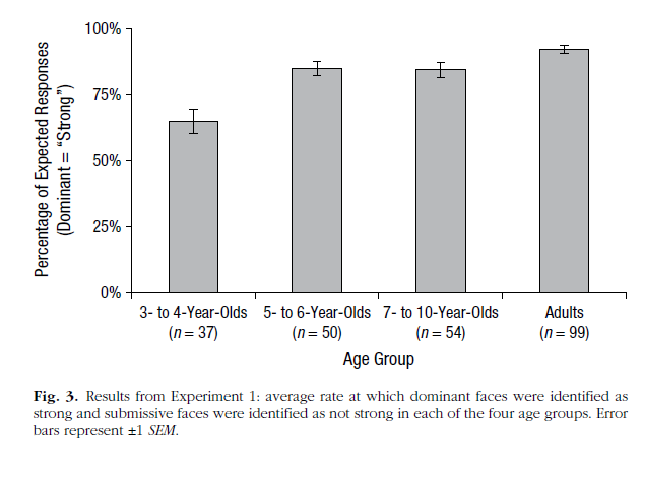 Percentage of Expected Responses
(Dominant = “Strong”)
100%
75%
50%
25%
0%
3- to 4-Year-Olds 5- to 6-Year-Olds 7- to 10-Year-Olds Adults
(n = 37) (n = 50) (n = 54) (n = 99)
Age Group
Fig. 3. Results from Experiment 1: average rate at which dominant faces were identified as
strong and submissive faces were identified as not strong in each of the four age groups. Error
bars represent ±1 SEM.